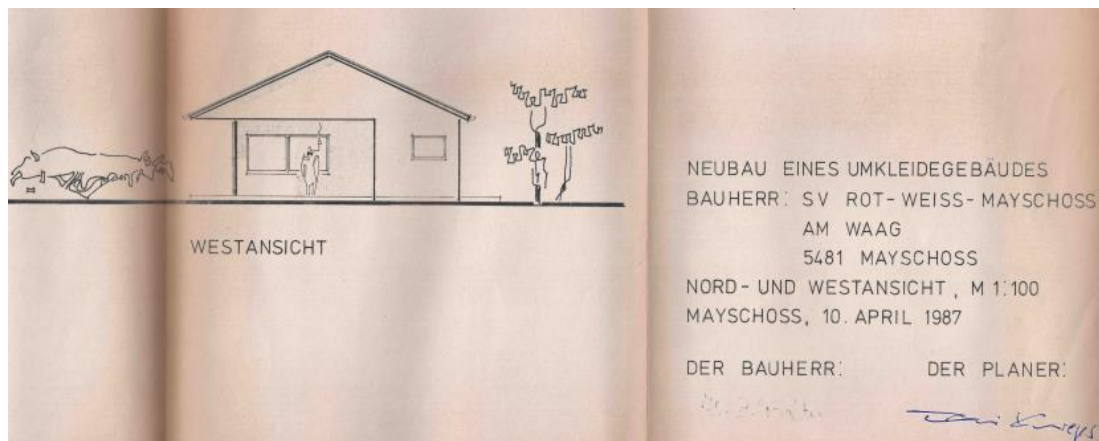 WESTANSICHT
NEUBAU EINES UMKLEIDEGEBÄUDES
BAUHERR: SV ROT-WEISS-MAYSCHOSS
AM WAAG
5481 MAYSCHOSS
NORD- UND WESTANSICHT, M 1:100
MAYSCHOSS, 10. APRIL 1987
DER BAUHERR: DER PLANER: